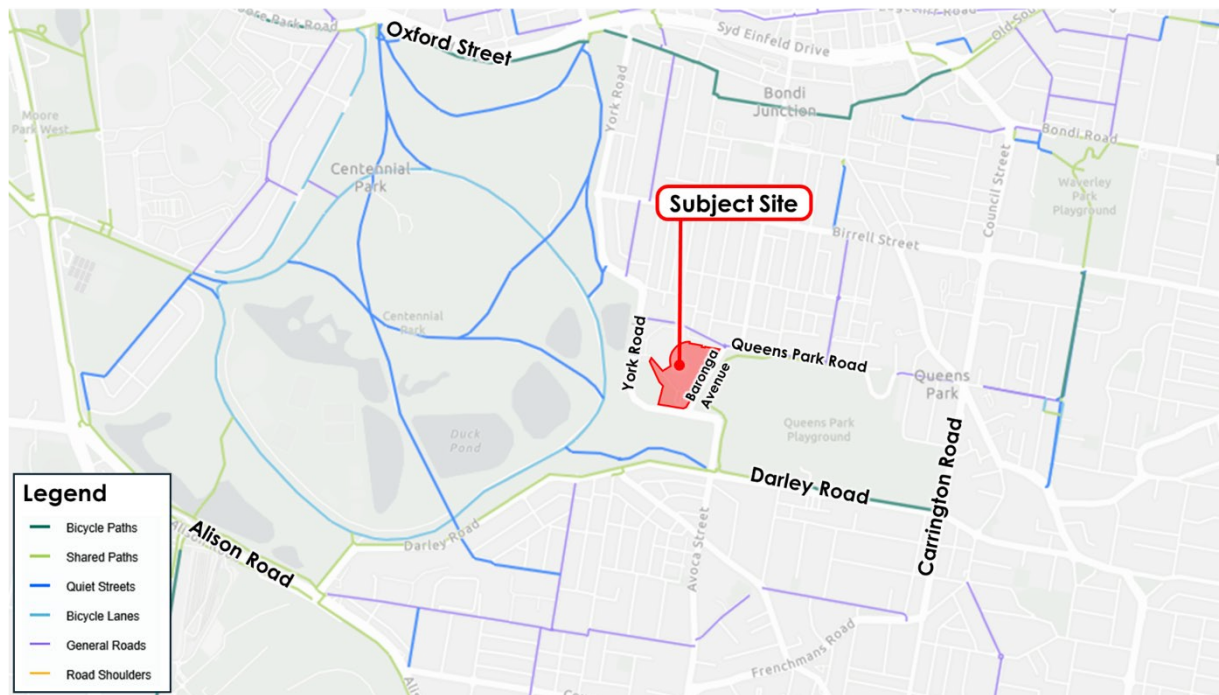 Moore Park Road
Oxford Street
Syd Einfeld Drive
Moore
Park West
York Road
Bondi
Junction
Bondi Road
Centennial
Park
Council Street
Waverley
Park
Playground
Subject Site
Birrell Street
Centennial
Park
York Road
Queens Park Road
Baronga
Avenue
Queens
Park
Duck
Pond
Queens Park
Playground
Legend
Bicycle Paths
Shared Paths
Quiet Streets
Bicycle Lanes
General Roads
Road Shoulders
Darley Road
Carrington Road
Alison Road
Darley Road
Avoca Street
Frenchmans Road